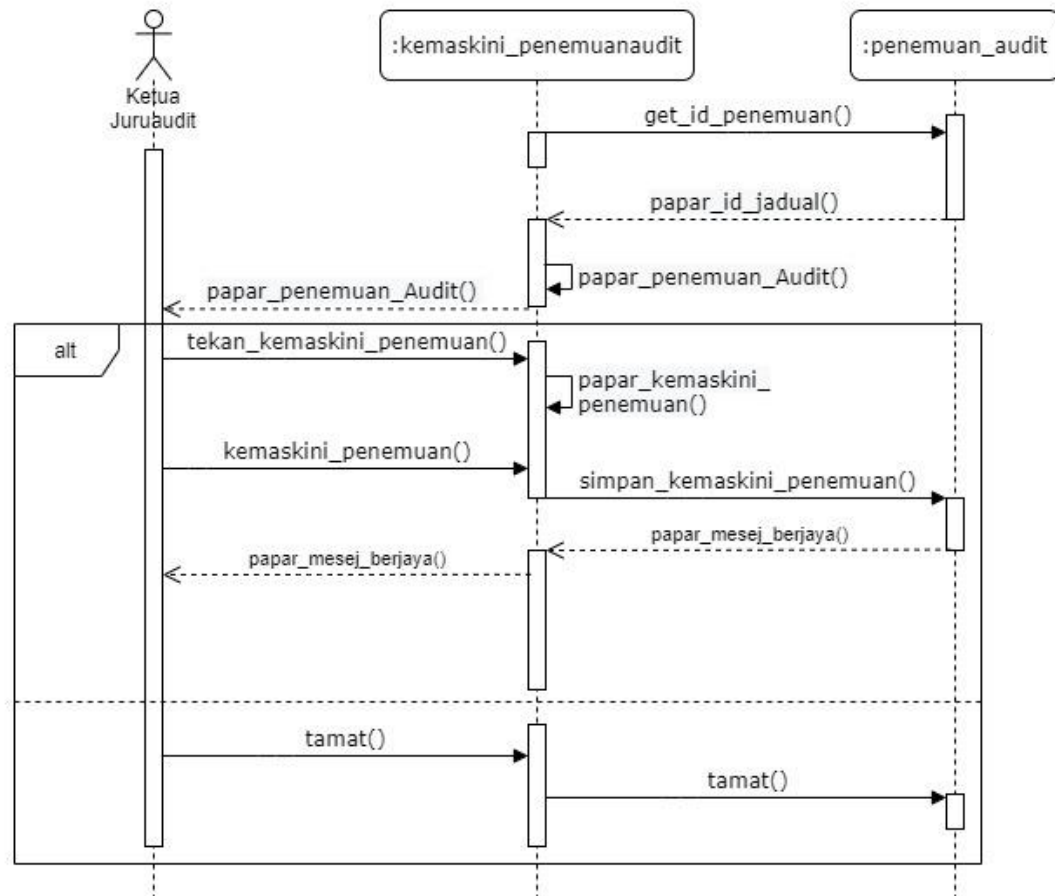 :kemaskini_penemuanaudit
:penemuan_audit
Ketua
Juruaudit
get_id_penemuan()
papar_id_jadual()
papar_penemuan_Audit()
papar_penemuan_Audit()
alt
tekan_kemaskini_penemuan()
papar_kemaskini_
penemuan()
kemaskini_penemuan()
simpan_kemaskini_penemuan()
papar_mesej_berjaya()
papar_mesej_berjaya()
tamat()
tamat()